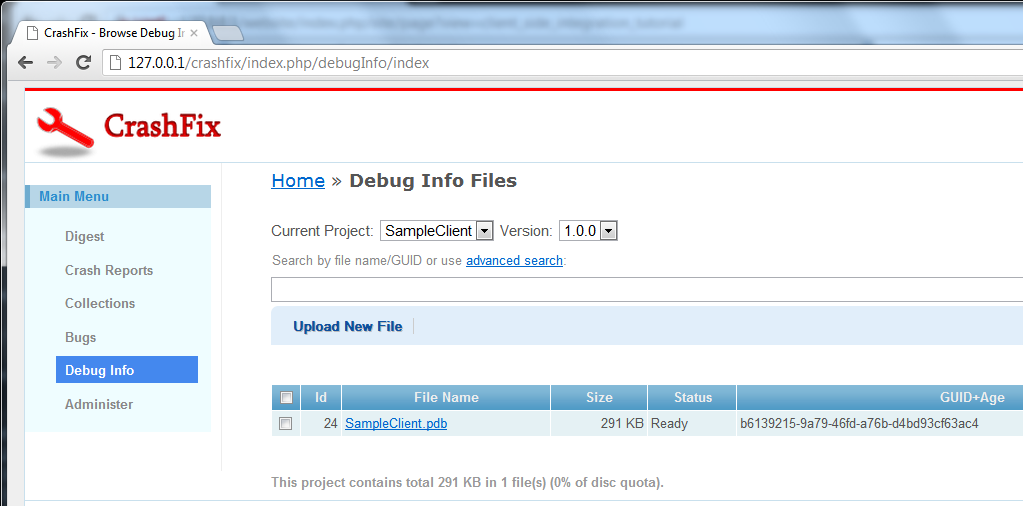 CrashFix - Browse Debug Ir
127.0.0.1/crashfix/index.php/debugInfo/index
CrashFix
Home » Debug Info Files
Main Menu
Digest
Crash Reports
Collections
Bugs
Debug Info
Administer
Current Project: SampleClient Version: 1.0.0
Search by file name/GUID or use advanced search:
Upload New File
Id File Name Size Status GUID+Age
24 SampleClient.pdb 291 KB Ready b6139215-9a79-46fd-a76b-d4bd93cf63ac4
This project contains total 291 KB in 1 file(s) (0% of disc quota).